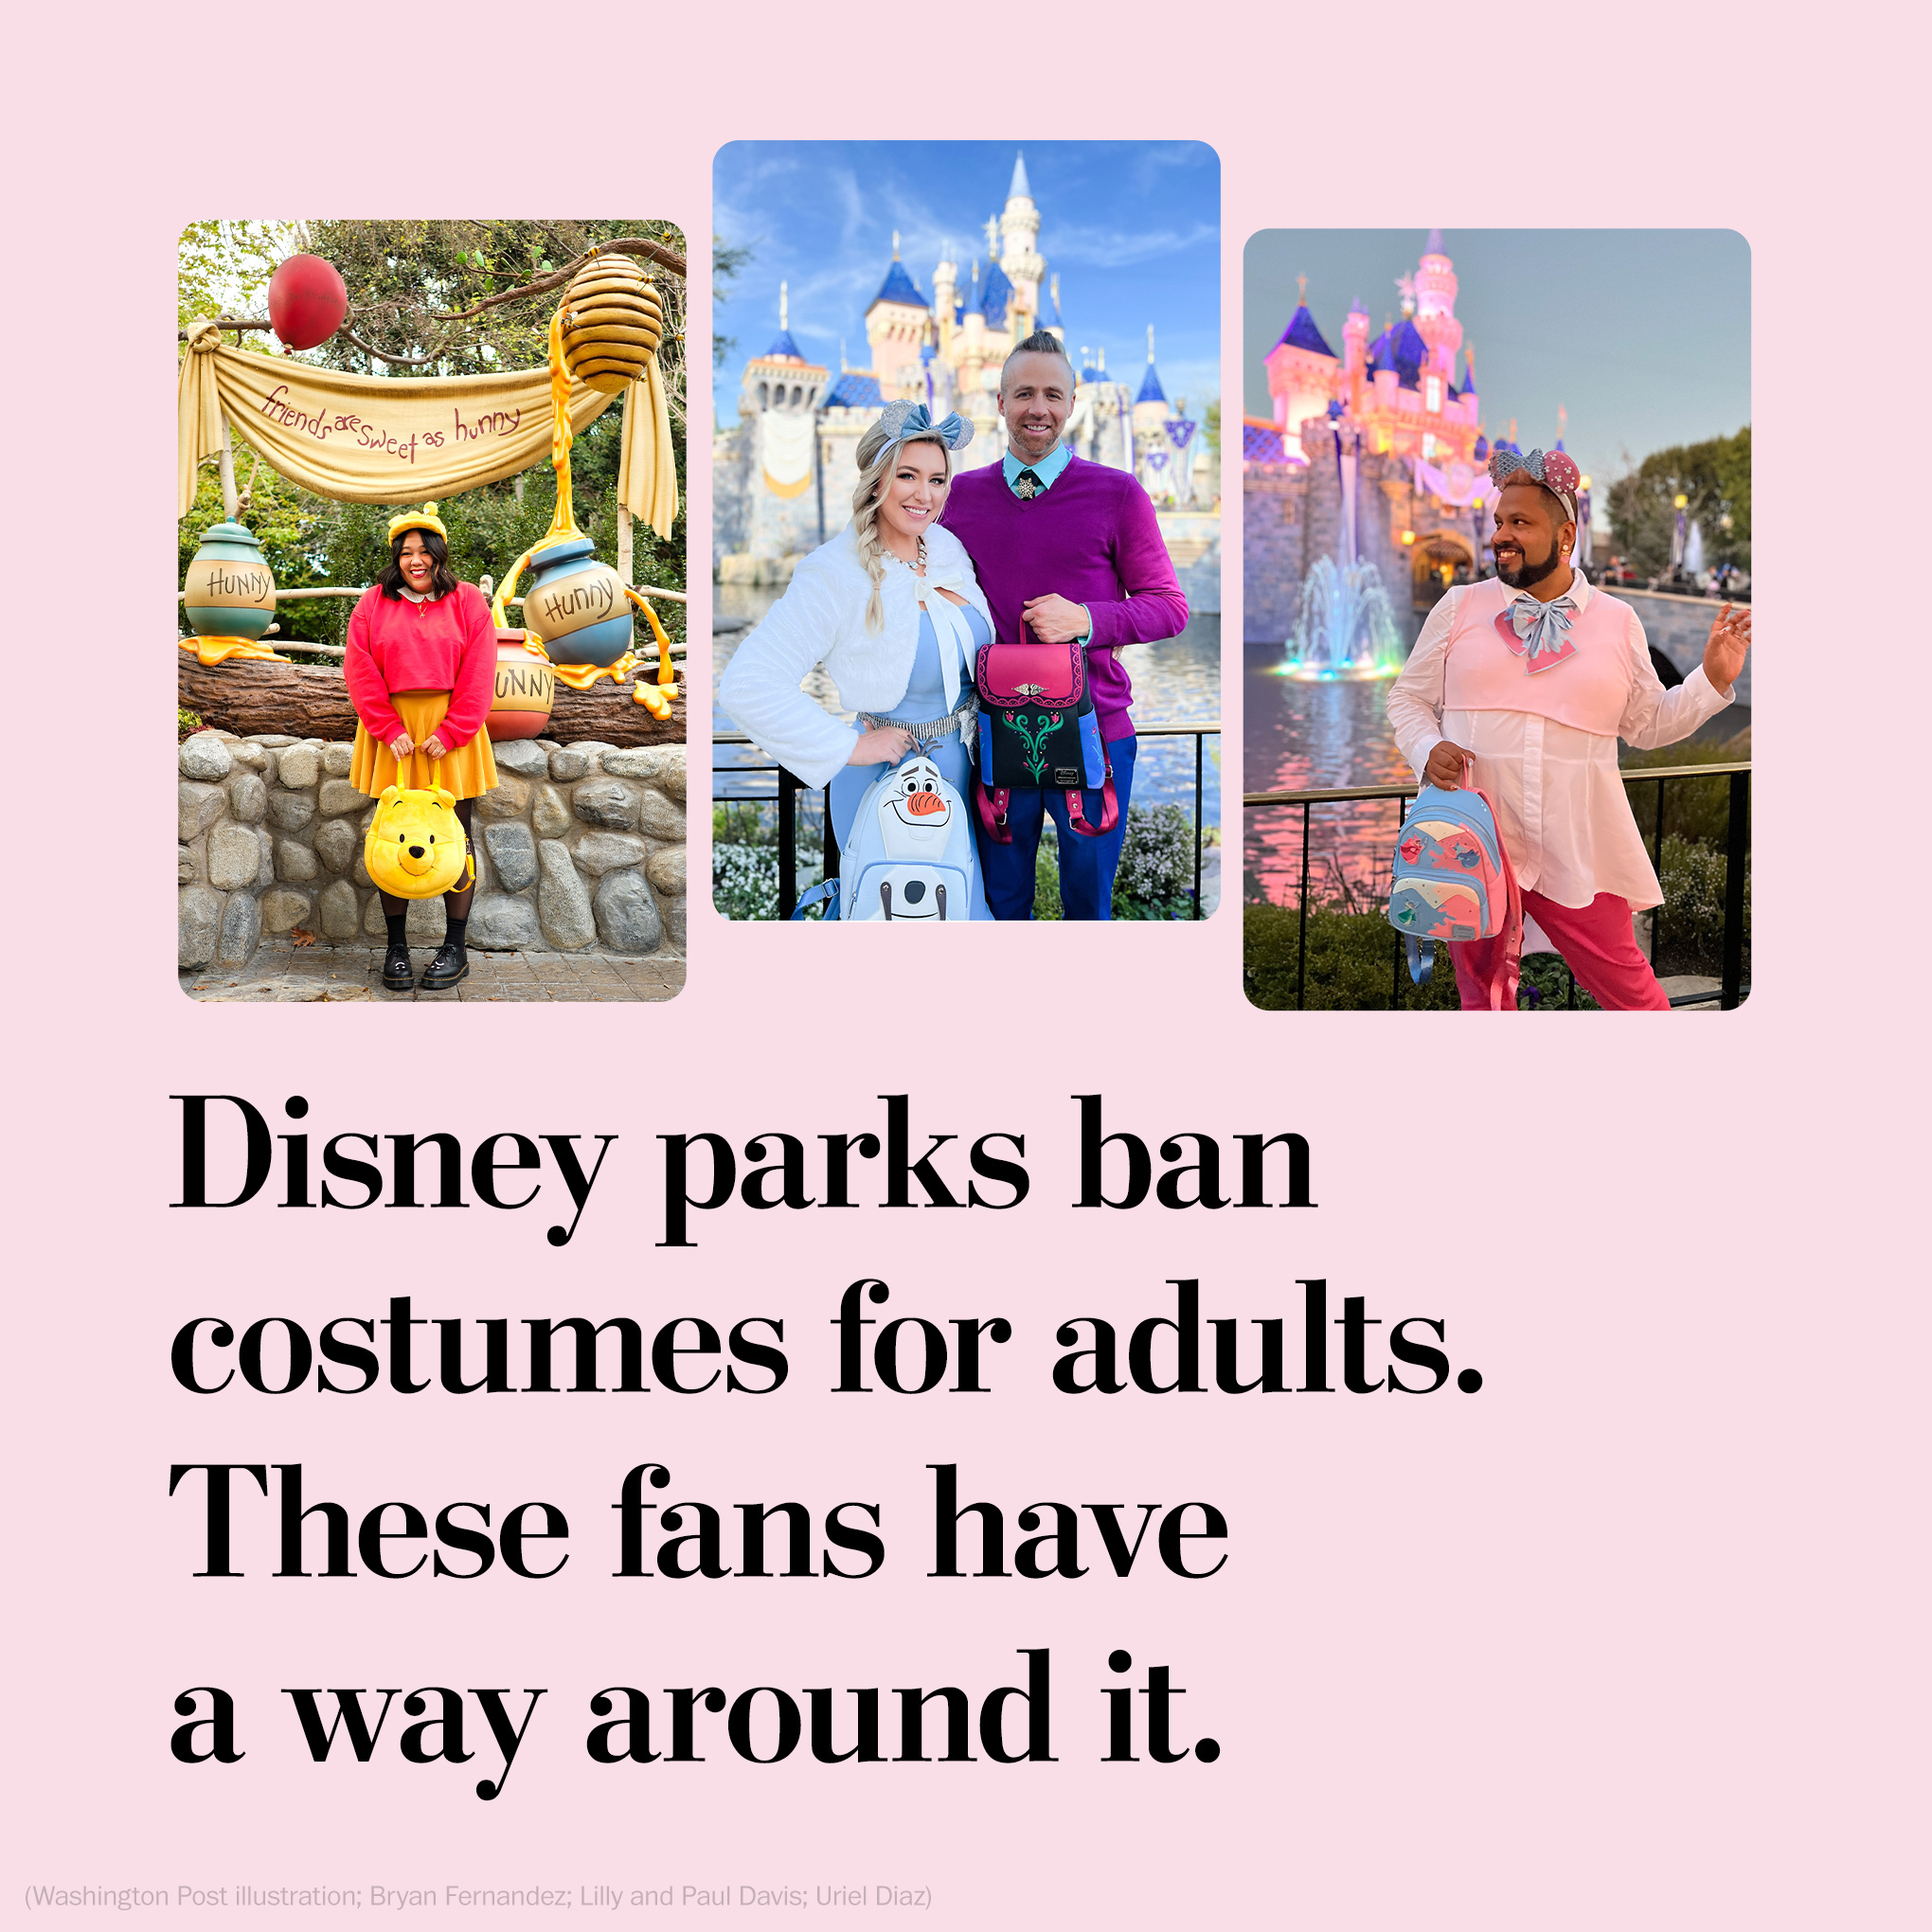 friends are sweet as hunny
HUNNY
Hunny
UNNY
Disney parks ban
costumes for adults.
These fans have
a way around it.
(Washington Post illustration; Bryan Fernandez; Lilly and Paul Davis; Uriel Diaz)